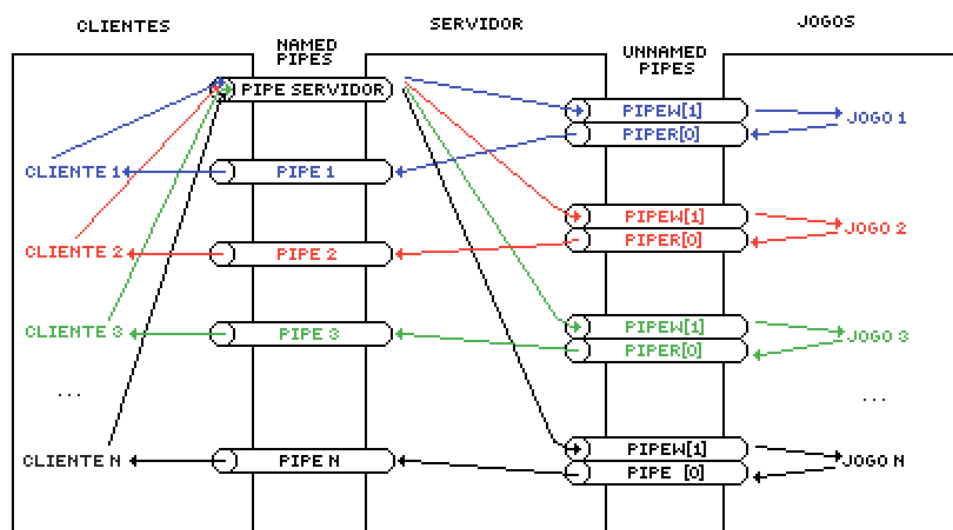 CLIENTES
SERVIDOR
JOGOS
NAMED
PIPES
UNNAMED
PIPES
PIPE SERVIDOR
PIPEW[1]
PIPER[0]
JOGO 1
CLIENTE 1
PIPE 1
PIPEW[1]
PIPER[0]
JOGO 2
CLIENTE 2
PIPE 2
PIPEW[1]
PIPER[0]
JOGO 3
CLIENTE 3
PIPE 3
...
...
PIPEW[1]
PIPE [0]
JOGO N
CLIENTE N
PIPE N